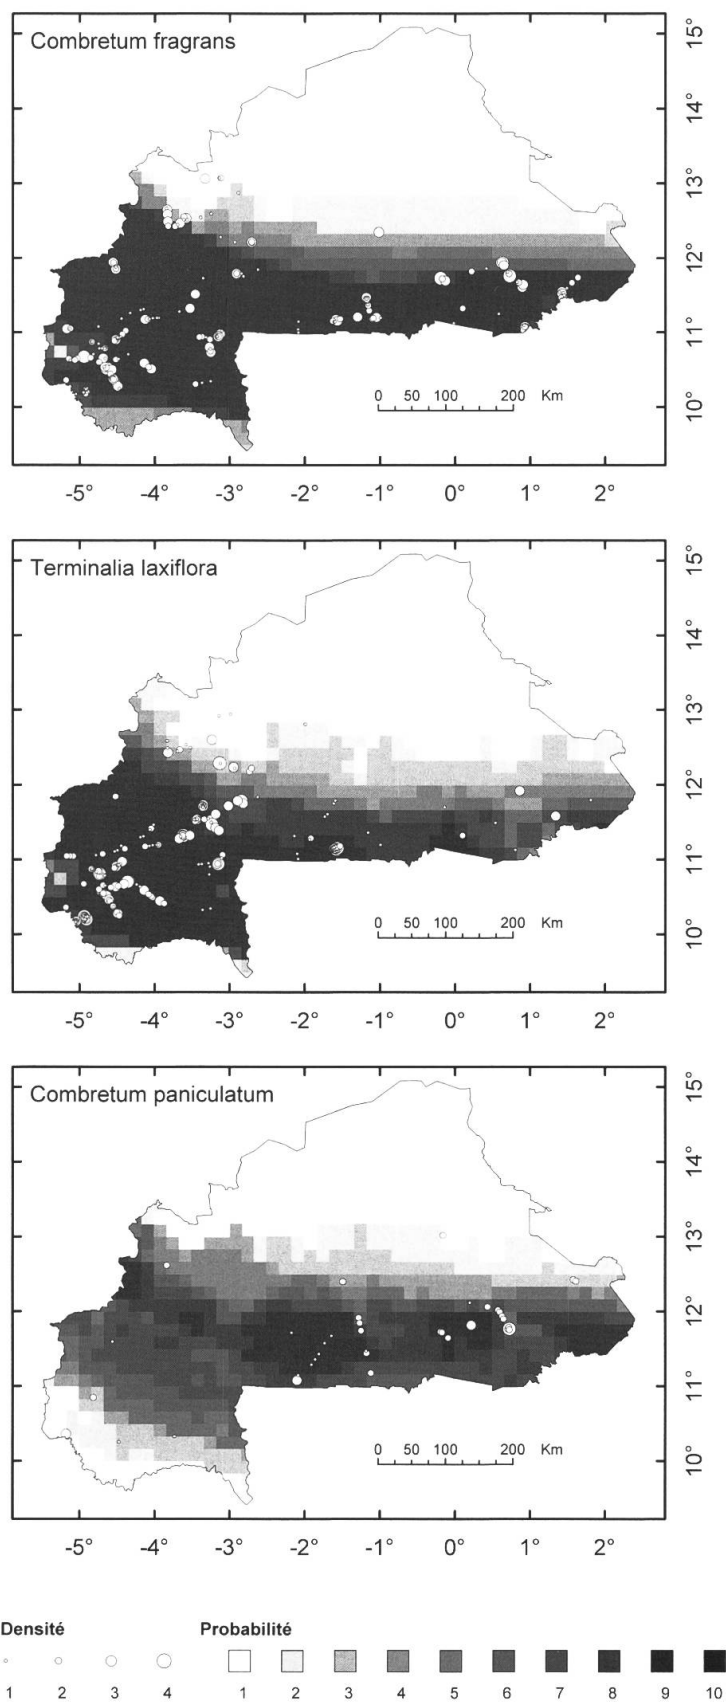 Combretum fragrans
15°
14°
13°
12°
11°
10°
0 50 100 200 Km
-5° -4° -3° -2° -1° 0° 1° 2°
Terminalia laxiflora
15°
14°
13°
12°
11°
10°
0 50 100 200 Km
-5° -4° -3° -2° -1° 0° 1° 2°
Combretum paniculatum
15°
14°
13°
12°
11°
10°
0 50 100 200 Km
-5° -4° -3° -2° -1° 0° 1° 2°
Densité Probabilité
1 2 3 4 1 2 3 4 5 6 7 8 9 10